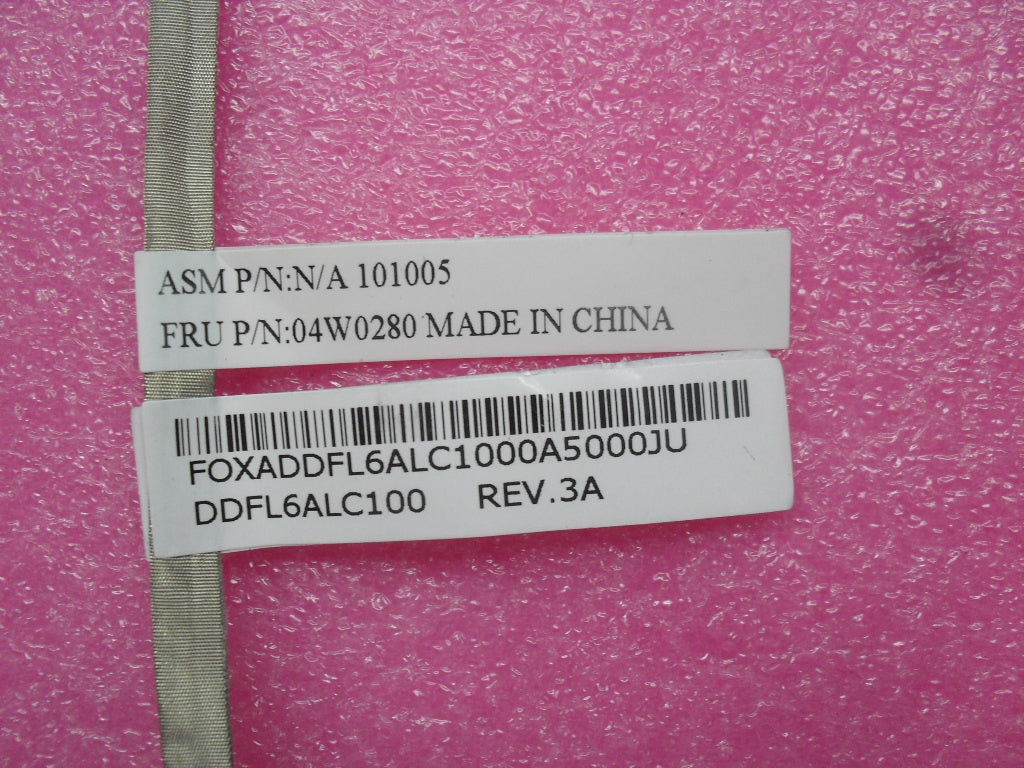 ASM P/N:N/A 101005
FRU P/N:04W0280 MADE IN CHINA
FOXADDFL6ALC1000A5000JU
DDFL6ALC100 REV.3A